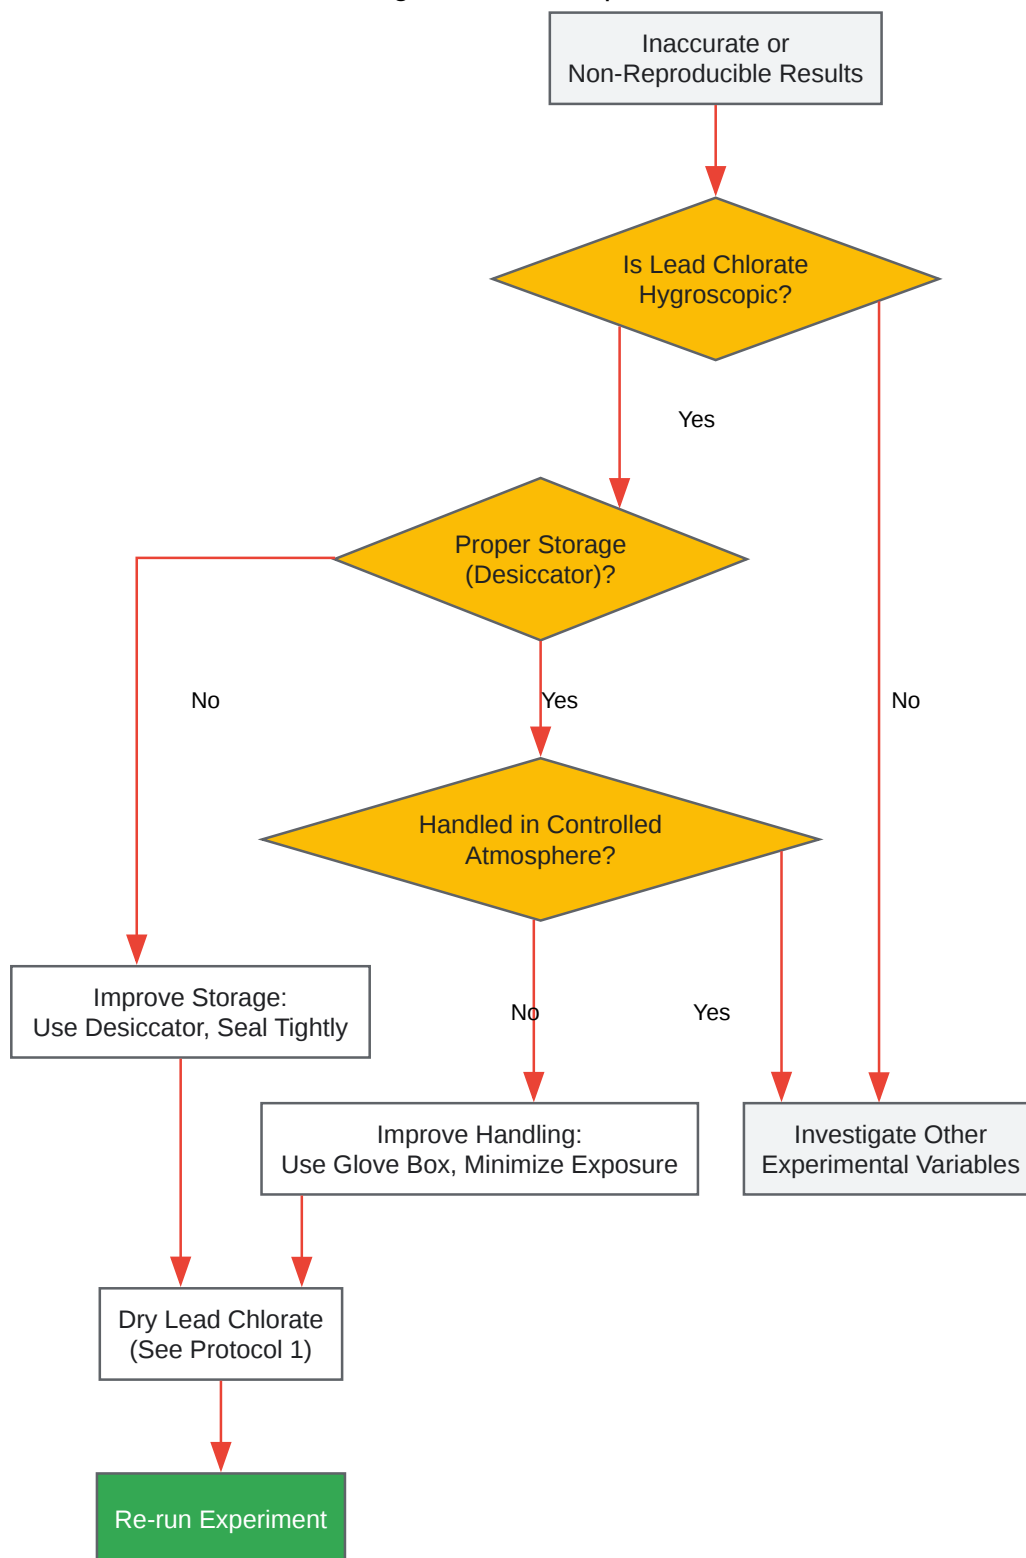 Inaccurate or
Non-Reproducible Results
Is Lead Chlorate
Hygroscopic?
Yes
Proper Storage
(Desiccator)?
No
Yes
No
Handled in Controlled
Atmosphere?
Improve Storage:
Use Desiccator, Seal Tightly
No
Yes
Improve Handling:
Use Glove Box, Minimize Exposure
Investigate Other
Experimental Variables
Dry Lead Chlorate
(See Protocol 1)
Re-run Experiment